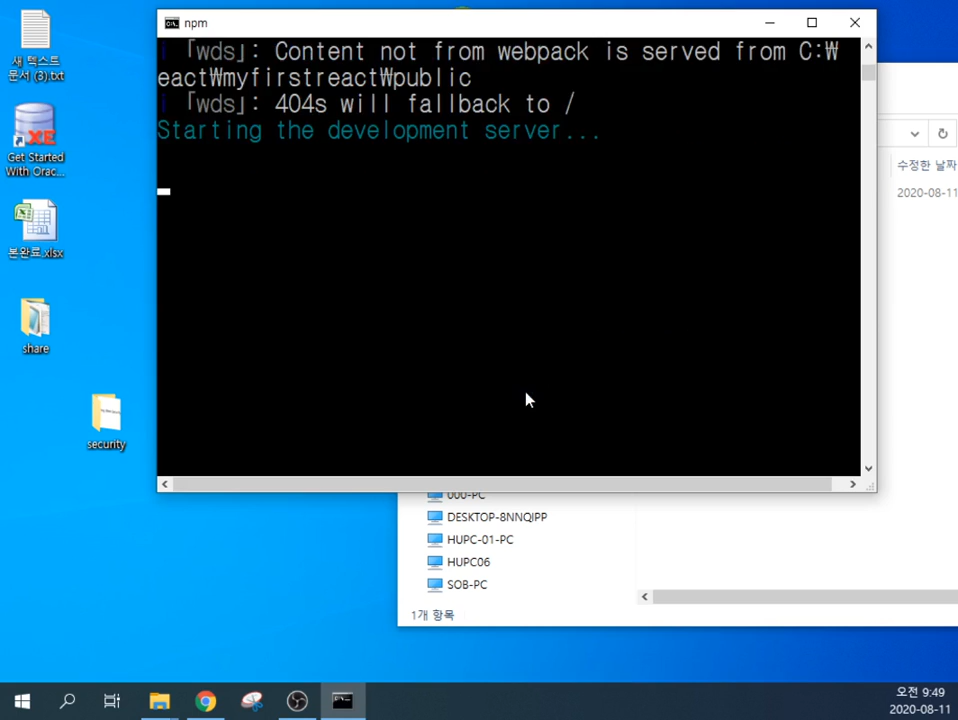 npm
i ｢wds｣: Content not from webpack is served from C:₩
eact₩myfirstreact₩public
i ｢wds｣: 404s will fallback to /
Starting the development server...
새 텍스트
문서 (3).txt
XE
Get Started
With Orac...
본완료.xlsx
share
security
수정한 날짜
2020-08-11
000-PC
DESKTOP-8NNQIPP
HUPC-01-PC
HUPC06
SOB-PC
1개 항목
오전 9:49
2020-08-11